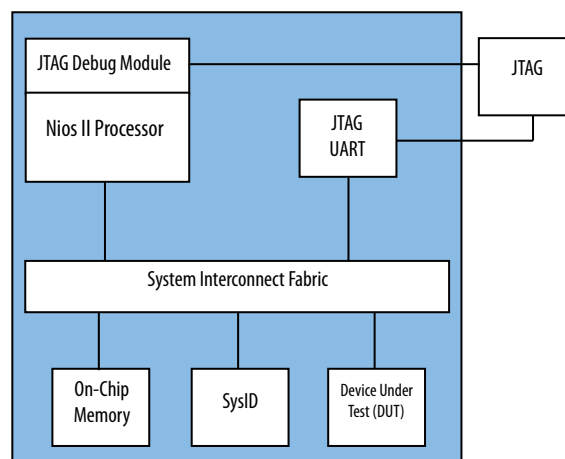 JTAG Debug Module
Nios II Processor
JTAG
UART
JTAG
System Interconnect Fabric
On-Chip
Memory
SysID
Device Under
Test (DUT)